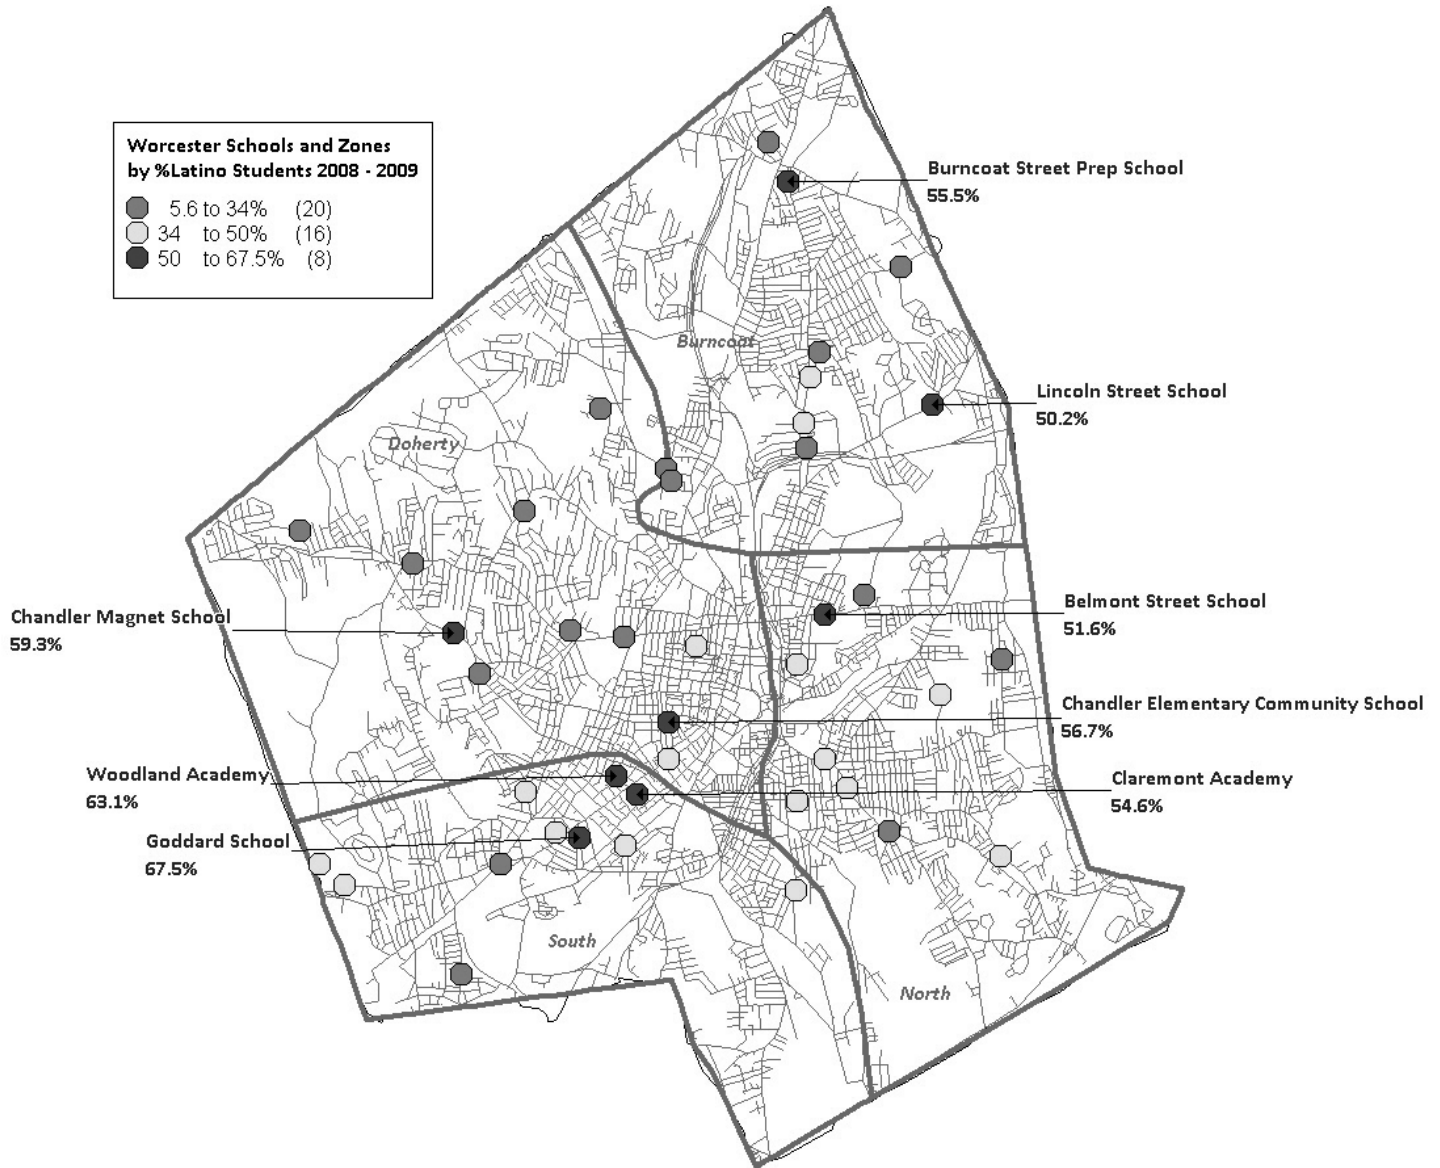 Worcester Schools and Zones
by %Latino Students 2008 - 2009
5.6 to 34% (20)
34 to 50% (16)
50 to 67.5% (8)
Burncoat Street Prep School
55.5%
Burncoat
Lincoln Street School
50.2%
Doherty
Chandler Magnet School
59.3%
Belmont Street School
51.6%
Chandler Elementary Community School
56.7%
Woodland Academy
63.1%
Claremont Academy
54.6%
Goddard School
67.5%
South
North